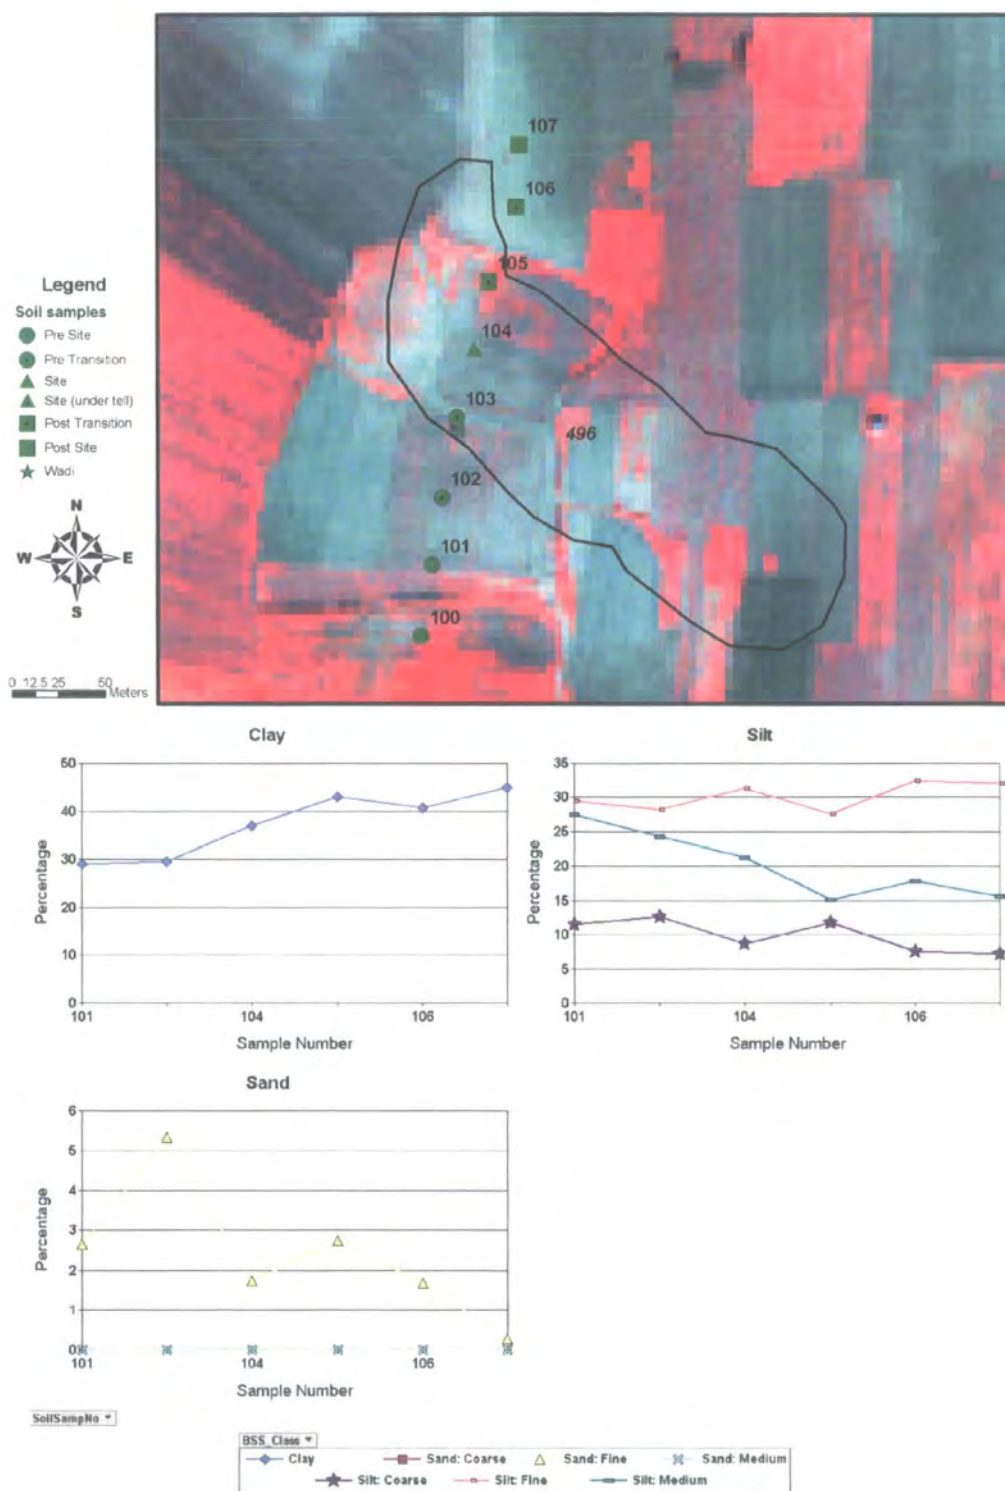 107
106
105
104
103
496
102
101
100
Legend
Soil samples
Pre Site
Pre Transition
Site
Site (under tell)
Post Transition
Post Site
Wadi
N
W E
S
0 12.5 25 50
Meters
Clay
50
40
30
20
10
0
Percentage
101 104 106
Sample Number
Silt
35
30
25
20
15
10
5
0
Percentage
101 104 106
Sample Number
Sand
6
5
4
3
2
1
0
Percentage
101 104 106
Sample Number
SoilSampNo
BSS_Class
Clay Sand: Coarse Sand: Fine Sand: Medium
Silt: Coarse Silt: Fine Silt: Medium